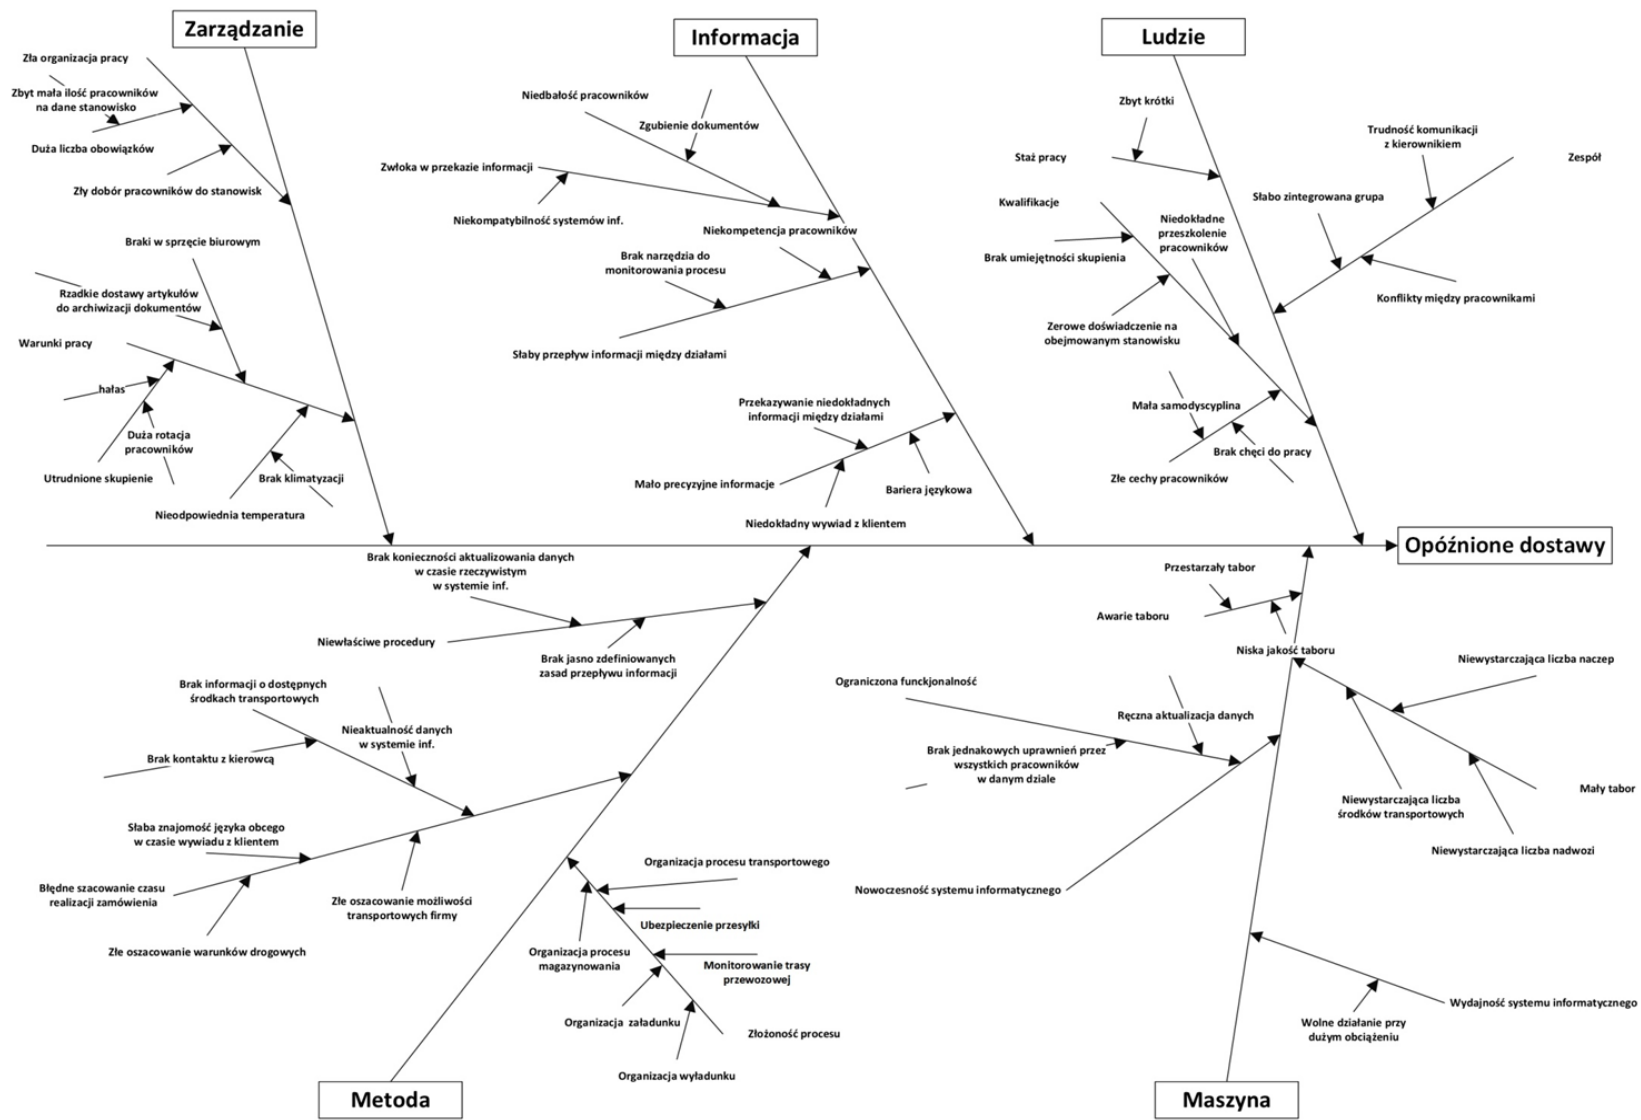 Zarządzanie
Zła organizacja pracy
Zbyt mała ilość pracowników
na dane stanowisko
Duża liczba obowiązków
Zły dobór pracowników do stanowisk
Braki w sprzęcie biurowym
Rzadkie dostawy artykułów
do archiwizacji dokumentów
Warunki pracy
hałas
Duża rotacja
pracowników
Utrudnione skupienie
Brak klimatyzacji
Nieodpowiednia temperatura
Informacja
Niedbałość pracowników
Zgubienie dokumentów
Zwłoka w przekazie informacji
Niekompatybilność systemów inf.
Niekompetencja pracowników
Brak narzędzia do
monitorowania procesu
Słaby przepływ informacji między działami
Przekazywanie niedokładnych
informacji między działami
Mało precyzyjne informacje
Bariera językowa
Niedokładny wywiad z klientem
Ludzie
Zbyt krótki
Staż pracy
Trudność komunikacji
z kierownikiem
Zespół
Kwalifikacje
Słabo zintegrowana grupa
Niedokładne
przeszkolenie
pracowników
Brak umiejętności skupienia
Konflikty między pracownikami
Zerowe doświadczenie na
obejmowanym stanowisku
Mała samodyscyplina
Brak chęci do pracy
Złe cechy pracowników
Opóźnione dostawy
Brak konieczności aktualizowania danych
w czasie rzeczywistym
w systemie inf.
Niewłaściwe procedury
Brak jasno zdefiniowanych
zasad przepływu informacji
Brak informacji o dostępnych
środkach transportowych
Nieaktualność danych
w systemie inf.
Brak kontaktu z kierowcą
Słaba znajomość języka obcego
w czasie wywiadu z klientem
Błędne szacowanie czasu
realizacji zamówienia
Złe oszacowanie możliwości
transportowych firmy
Złe oszacowanie warunków drogowych
Organizacja procesu transportowego
Ubezpieczenie przesyłki
Organizacja procesu
magazynowania
Monitorowanie trasy
przewozowej
Organizacja załadunku
Złożoność procesu
Organizacja wyładunku
Metoda
Przestarzały tabor
Awarie taboru
Niska jakość taboru
Niewystarczająca liczba naczep
Ograniczona funckjonalność
Ręczna aktualizacja danych
Brak jednakowych uprawnień przez
wszystkich pracowników
w danym dziale
Mały tabor
Niewystarczająca liczba
środków transportowych
Niewystarczająca liczba nadwozi
Nowoczesność systemu informatycznego
Wydajność systemu informatycznego
Wolne działanie przy
dużym obciążeniu
Maszyna